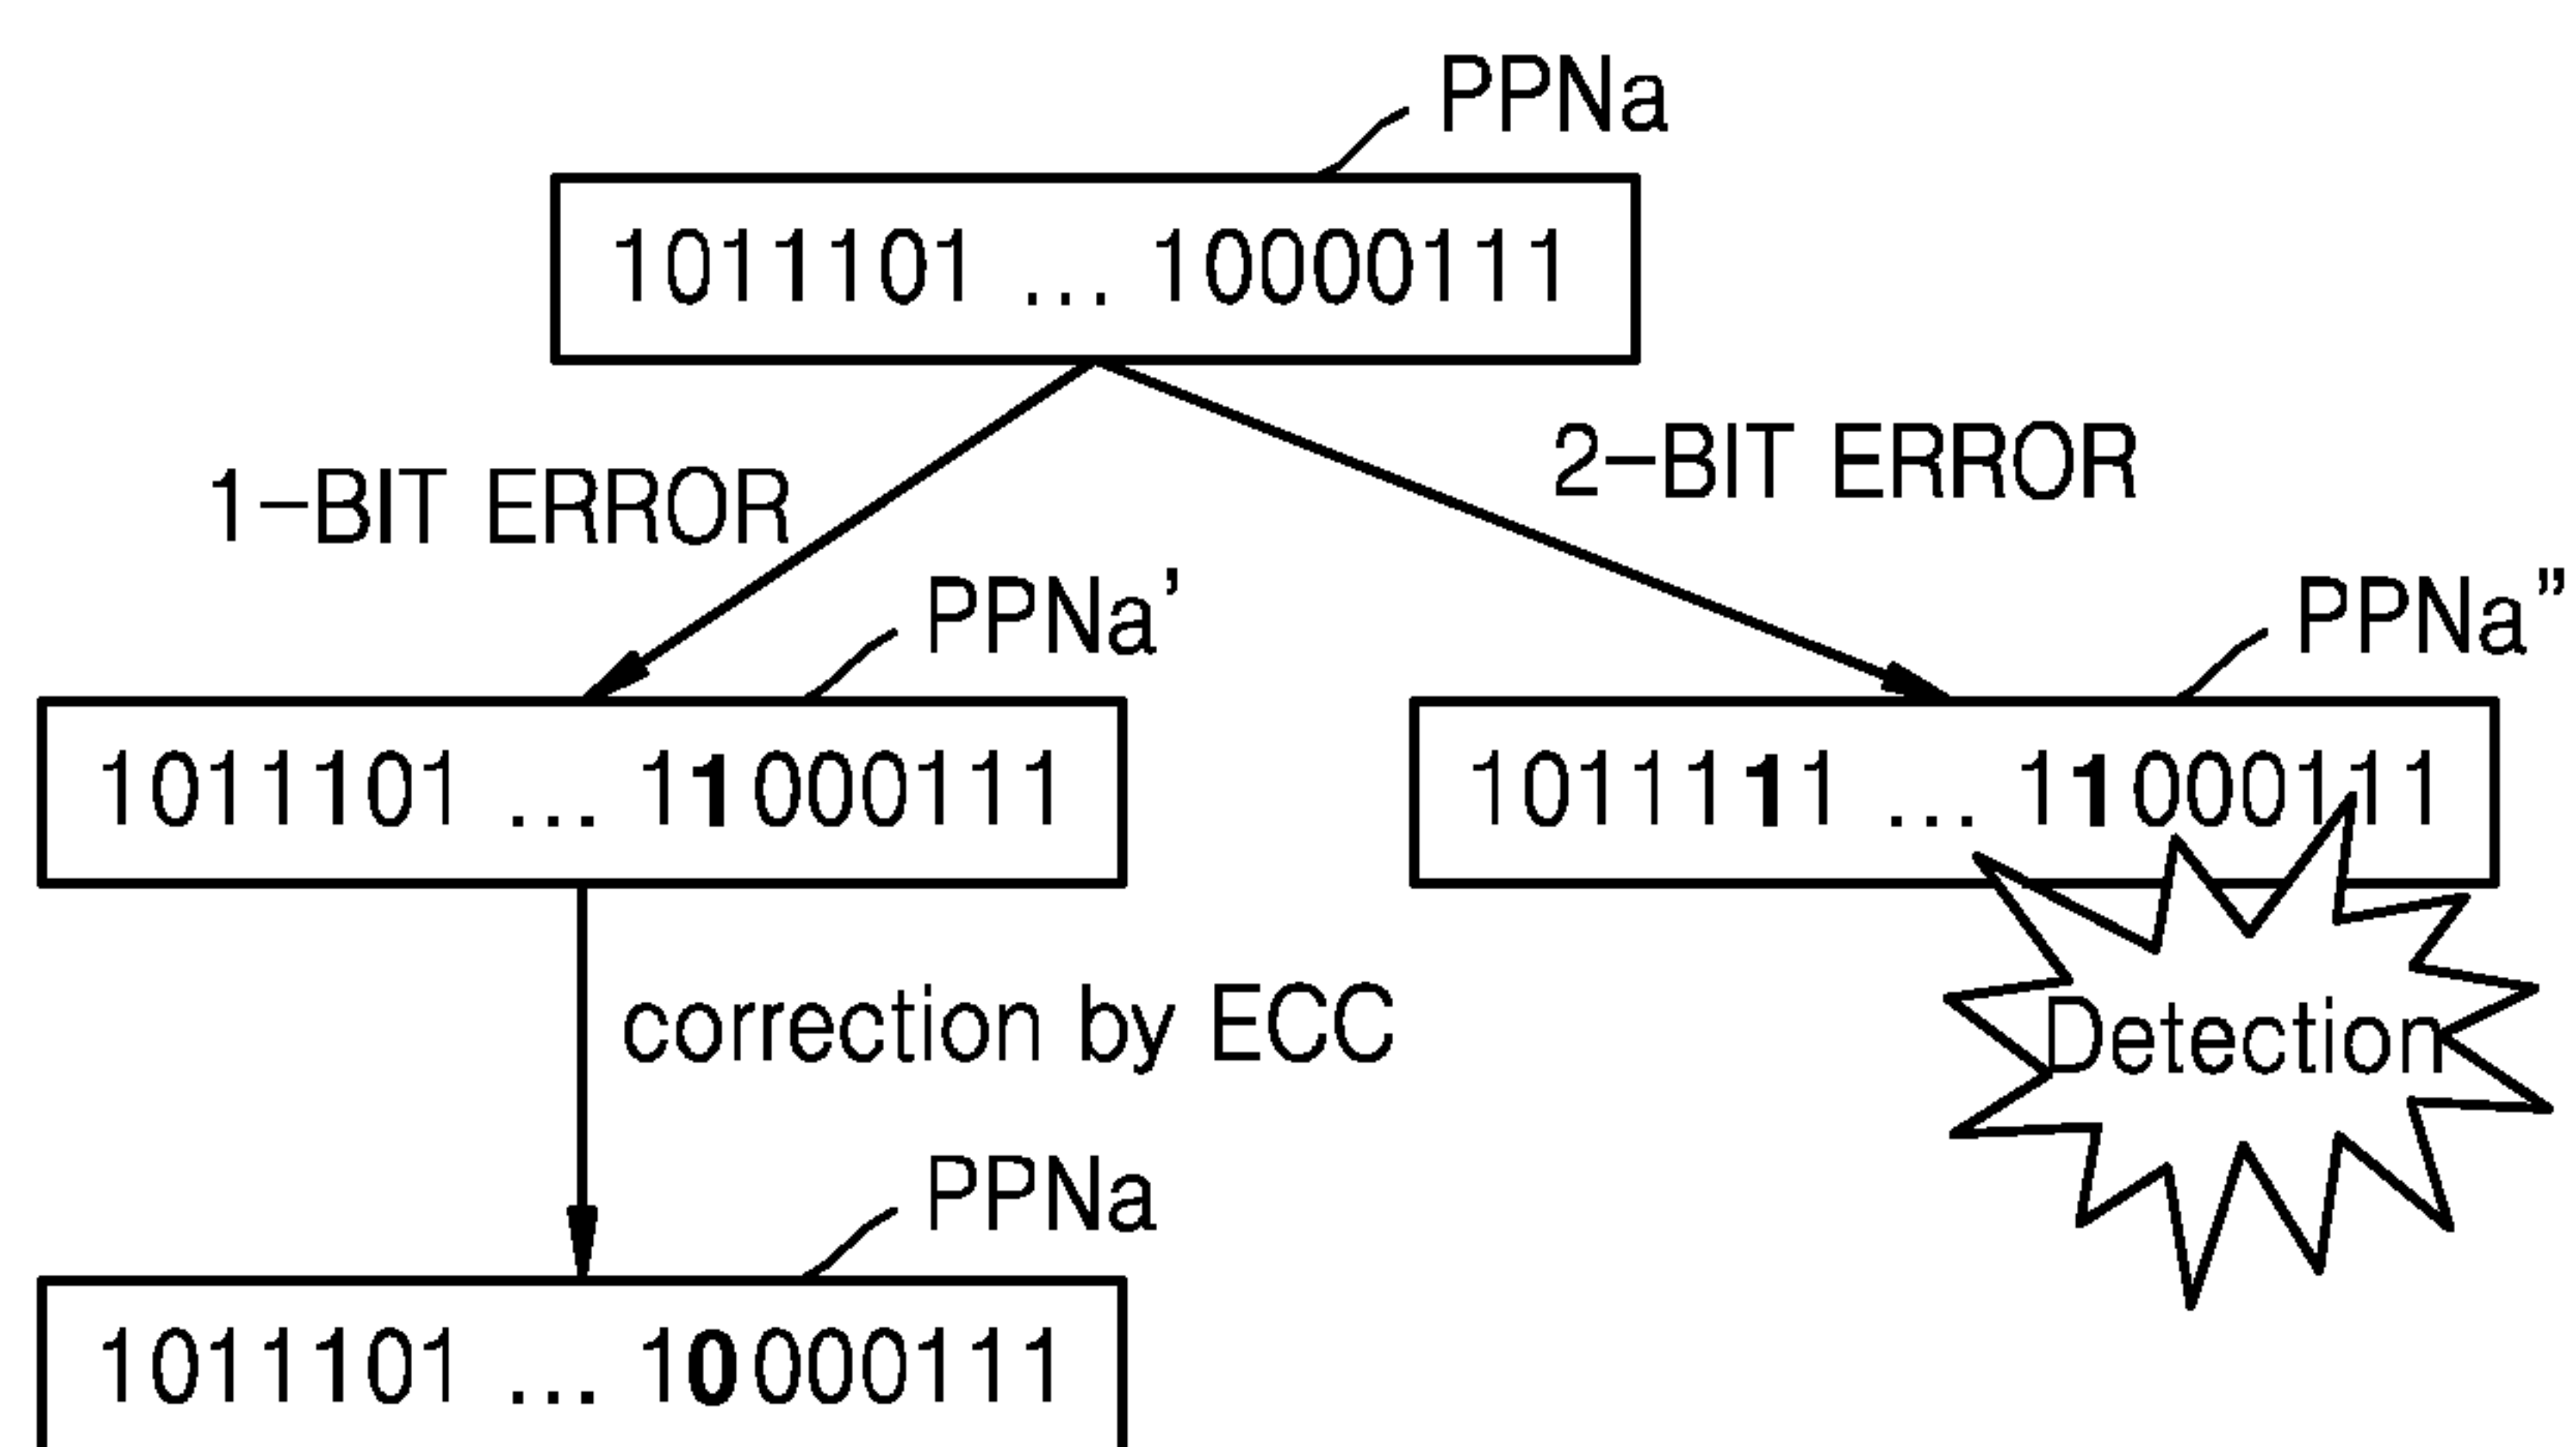 PPNa
1011101 ... 10000111
1-BIT ERROR
2-BIT ERROR
PPNa’
PPNa”
1011101 ... 11000111
1011111 ... 11000111
correction by ECC
Detection
PPNa
1011101 ... 10000111